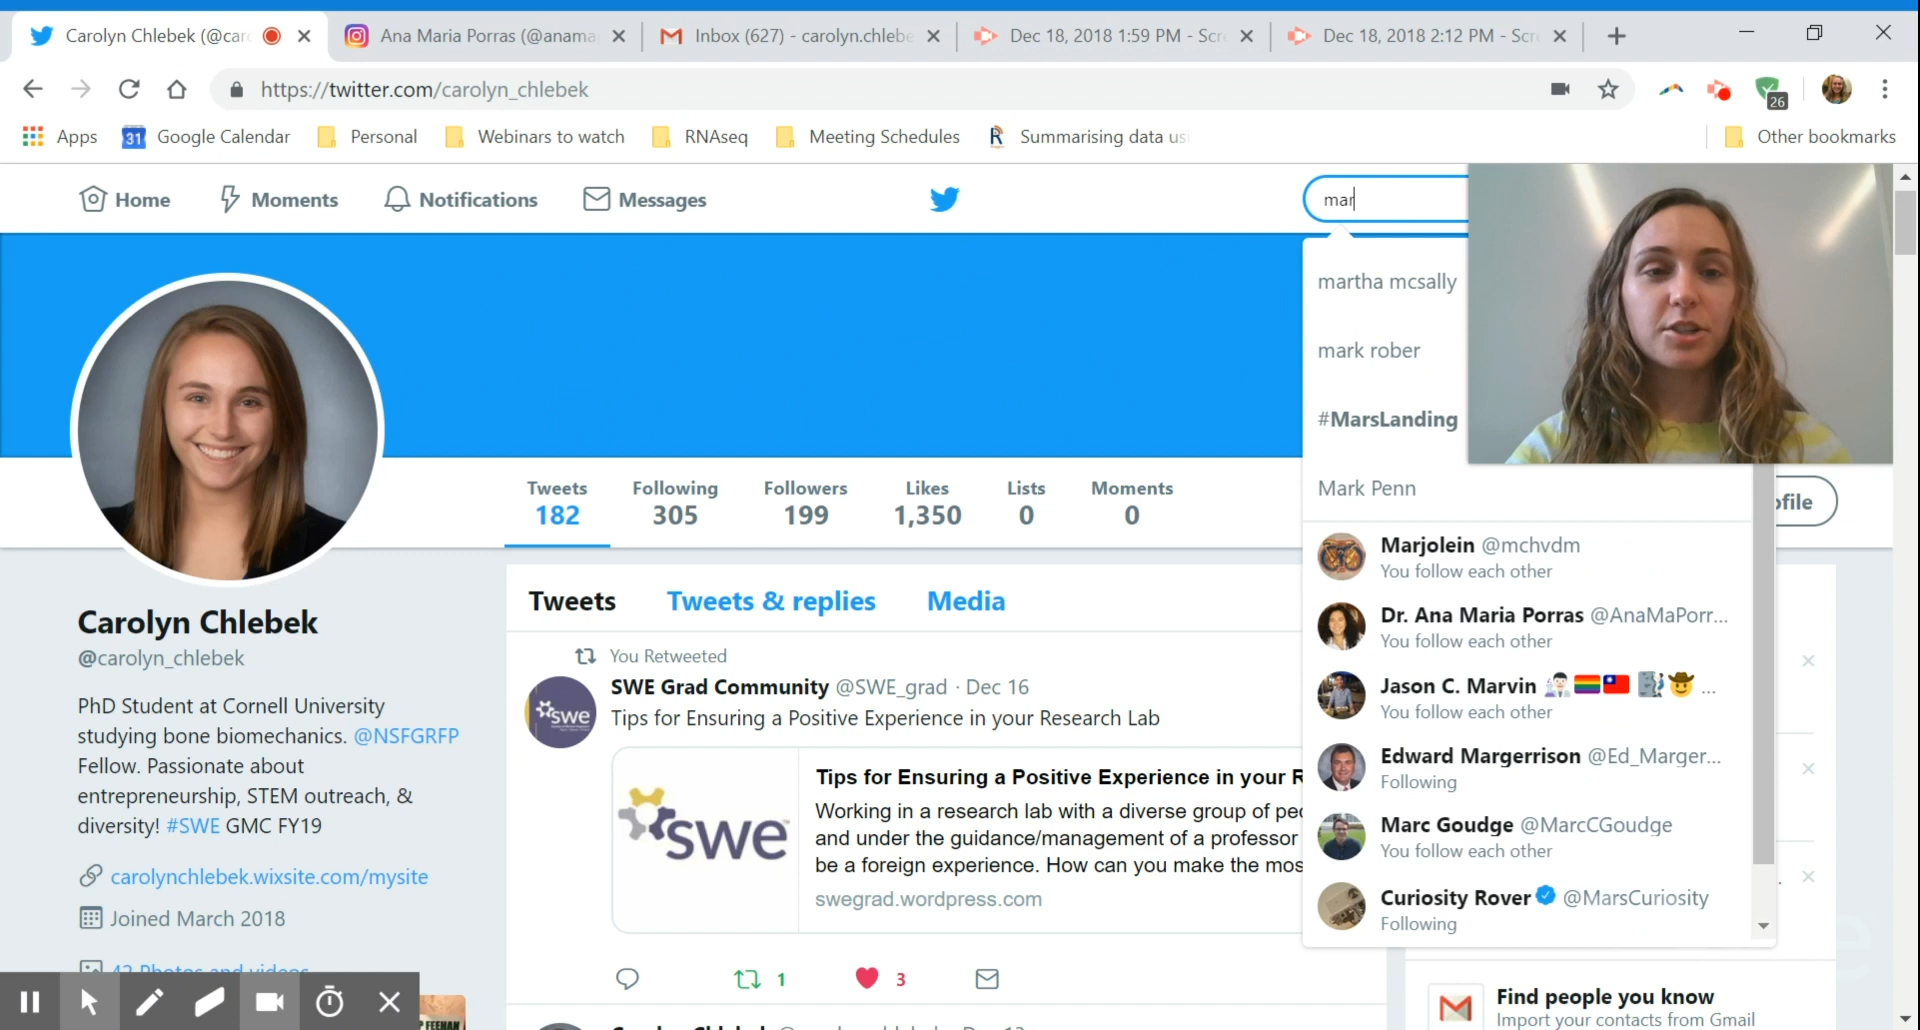 Carolyn Chlebek (@car
Ana Maria Porras (@anama
Inbox (627) - carolyn.chlebe
Dec 18, 2018 1:59 PM - Scr
Dec 18, 2018 2:12 PM - Scr
https://twitter.com/carolyn_chlebek
26
Apps
31
Google Calendar
Personal
Webinars to watch
RNAseq
Meeting Schedules
Summarising data us
Other bookmarks
Home
Moments
Notifications
Messages
mar
martha mcsally
mark rober
#MarsLanding
Mark Penn
Marjolein @mchvdm
You follow each other
Dr. Ana Maria Porras @AnaMaPorr...
You follow each other
Jason C. Marvin ...
You follow each other
Edward Margerrison @Ed_Marger...
Following
Marc Goudge @MarcCGoudge
You follow each other
Curiosity Rover @MarsCuriosity
Following
Tweets
182
Following
305
Followers
199
Likes
1,350
Lists
0
Moments
0
ofile
Carolyn Chlebek
@carolyn_chlebek
PhD Student at Cornell University
studying bone biomechanics. @NSFGRFP
Fellow. Passionate about
entrepreneurship, STEM outreach, &
diversity! #SWE GMC FY19
carolynchlebek.wixsite.com/mysite
Joined March 2018
42 Photos and videos
Tweets
Tweets & replies
Media
You Retweeted
swe
SWE Grad Community @SWE_grad · Dec 16
Tips for Ensuring a Positive Experience in your Research Lab
swe
Tips for Ensuring a Positive Experience in your R
Working in a research lab with a diverse group of peo
and under the guidance/management of a professor
be a foreign experience. How can you make the mos
swegrad.wordpress.com
1
3
Find people you know
Import your contacts from Gmail
P FEEHAN